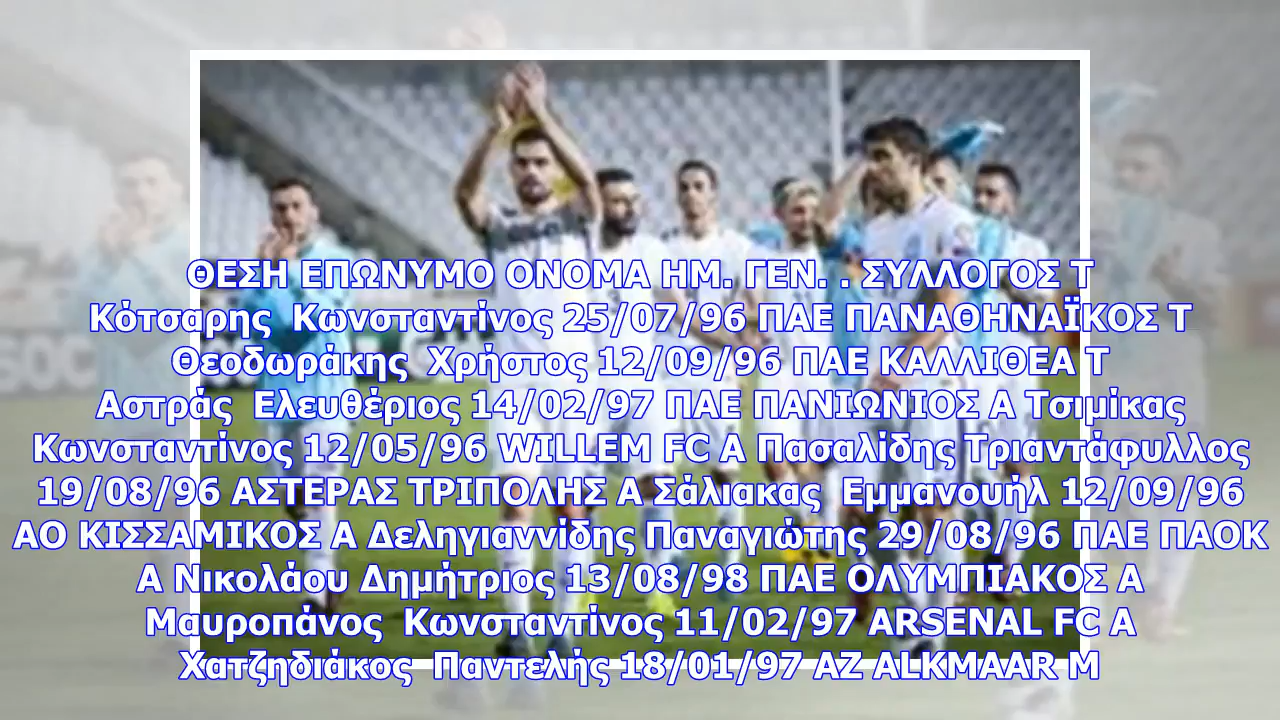 ΘΕΣΗ ΕΠΩΝΥΜΟ ΟΝΟΜΑ ΗΜ. ΓΕΝ. . ΣΥΛΛΟΓΟΣ Τ
Κότσαρης Κωνσταντίνος 25/07/96 ΠΑΕ ΠΑΝΑΘΗΝΑΪΚΟΣ Τ
Θεοδωράκης Χρήστος 12/09/96 ΠΑΕ ΚΑΛΛΙΘΕΑ Τ
Αστράς Ελευθέριος 14/02/97 ΠΑΕ ΠΑΝΙΩΝΙΟΣ Α Τσιμίκας
Κωνσταντίνος 12/05/96 WILLEM FC Α Πασαλίδης Τριαντάφυλλος
19/08/96 ΑΣΤΕΡΑΣ ΤΡΙΠΟΛΗΣ Α Σάλιακας Εμμανουήλ 12/09/96
ΑΟ ΚΙΣΣΑΜΙΚΟΣ Α Δεληγιαννίδης Παναγιώτης 29/08/96 ΠΑΕ ΠΑΟΚ
Α Νικολάου Δημήτριος 13/08/98 ΠΑΕ ΟΛΥΜΠΙΑΚΟΣ Α
Μαυροπάνος Κωνσταντίνος 11/02/97 ARSENAL FC Α
Χατζηδιάκος Παντελής 18/01/97 AZ ALKMAAR Μ